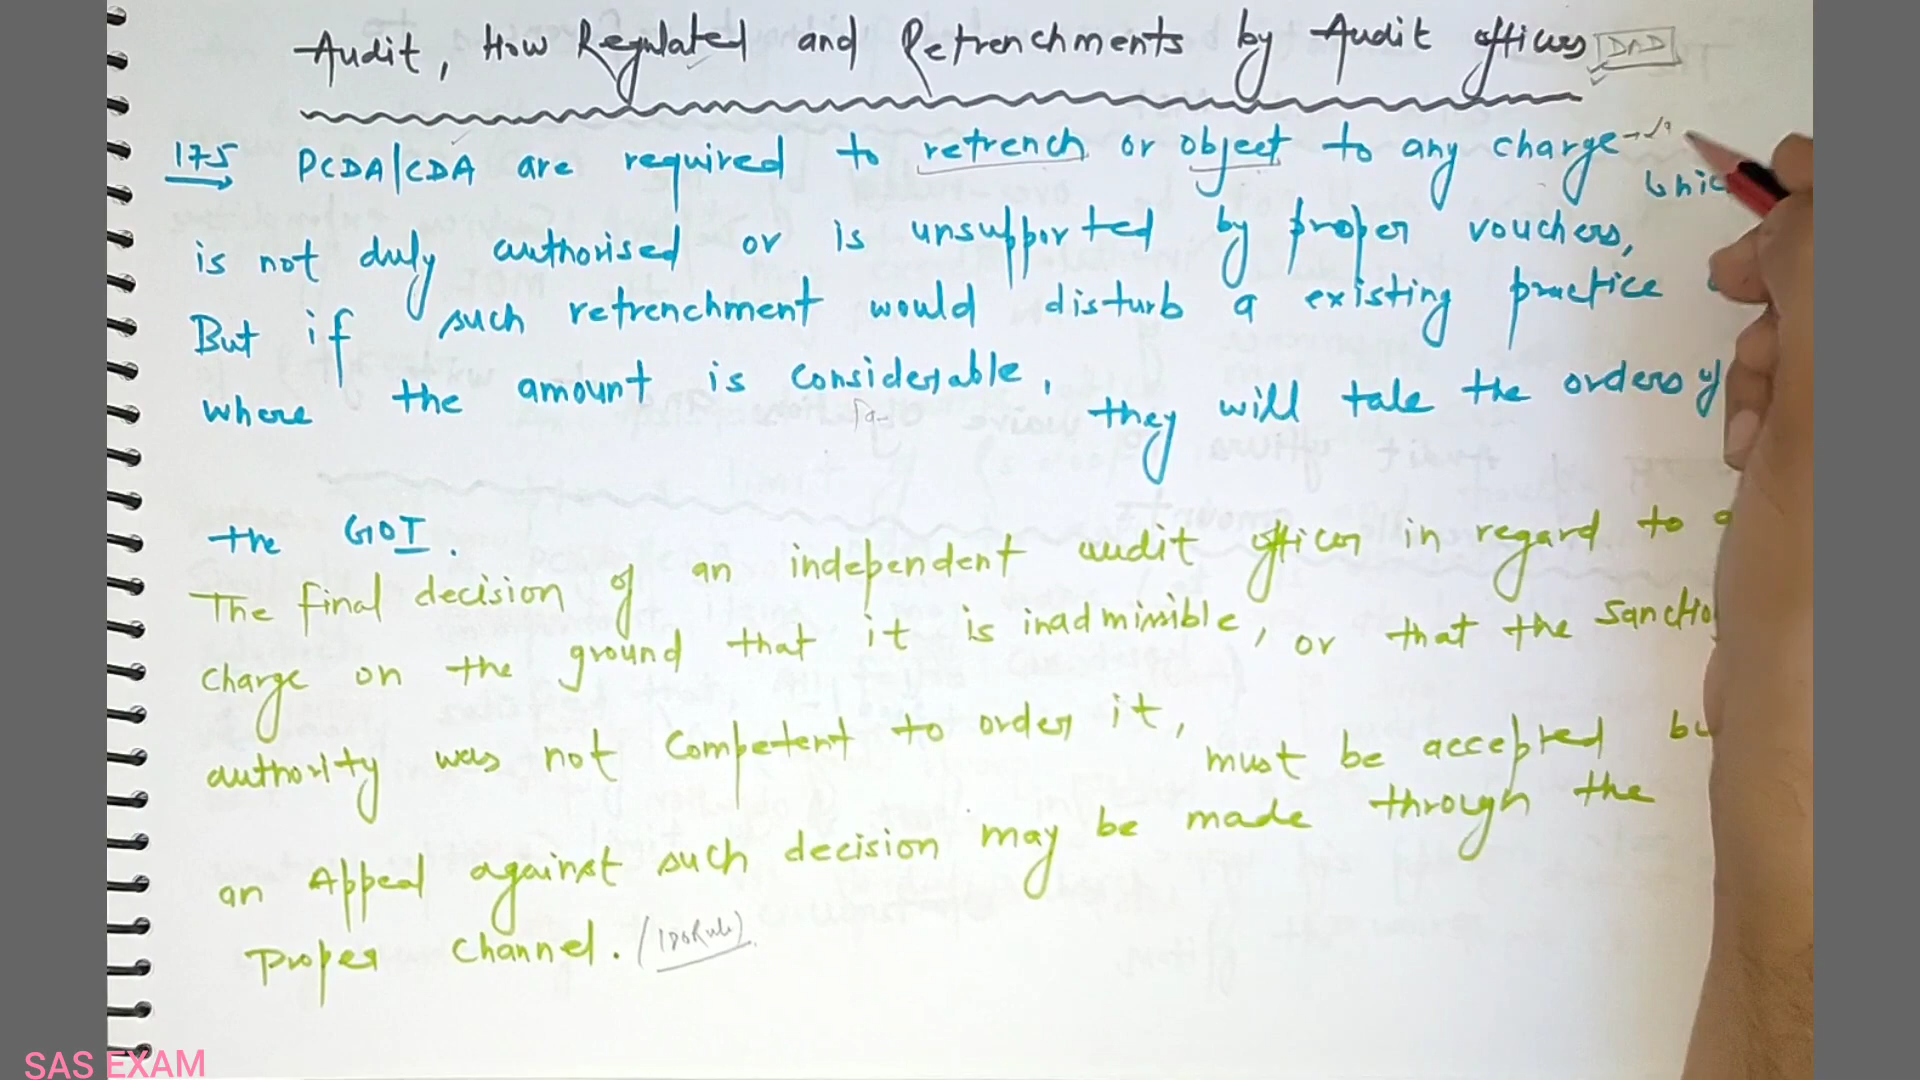 Audit, How Regulated and Retrenchments by Audit officers DAD
175 PCDA/CDA are required to retrench or object to any charge
which
is not duly authorised or is unsupported by proper vouchers,
But if such retrenchment would disturb a existing practice
where the amount is considerable, they will take the orders of
the GOI.
The final decision of an independent audit officer in regard to a
charge on the ground that it is inadmissible, or that the Sanctio
authority was not competent to order it, must be accepted bu
an Appeal against such decision may be made through the
proper channel. (180Rule)
SAS EXAM